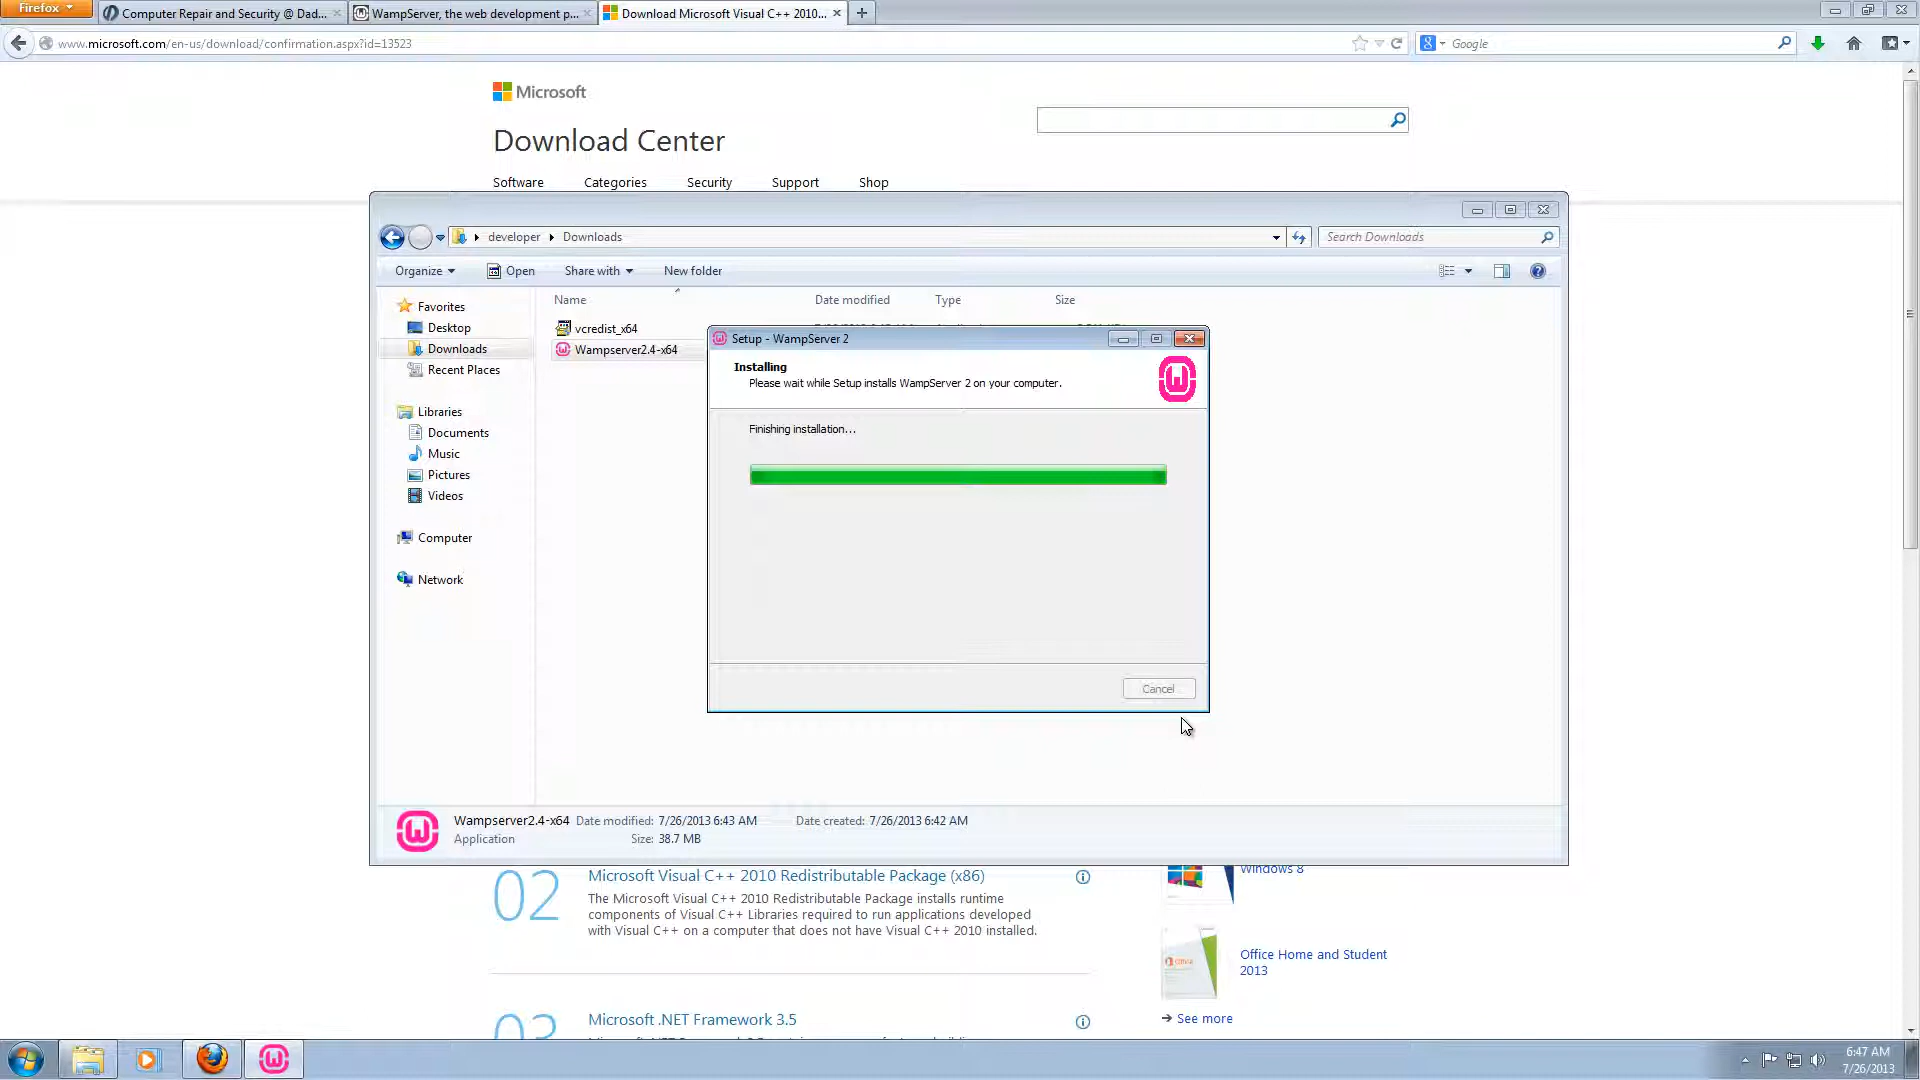 Firefox
Computer Repair and Security @ Dad...
WampServer, the web development p...
Download Microsoft Visual C++ 2010...
www.microsoft.com/en-us/download/confirmation.aspx?id=13523
Google
Microsoft
Download Center
Software Categories Security Support Shop
developer Downloads
Search Downloads
Organize Open Share with New folder
Name Date modified Type Size
Favorites
Desktop
Downloads
Recent Places
Libraries
Documents
Music
Pictures
Videos
Computer
Network
vcredist_x64
Wampserver2.4-x64
Setup - WampServer 2
Installing
Please wait while Setup installs WampServer 2 on your computer.
Finishing installation...
Cancel
Wampserver2.4-x64 Date modified: 7/26/2013 6:43 AM Date created: 7/26/2013 6:42 AM
Application Size: 38.7 MB
02
Microsoft Visual C++ 2010 Redistributable Package (x86)
The Microsoft Visual C++ 2010 Redistributable Package installs runtime
components of Visual C++ Libraries required to run applications developed
with Visual C++ on a computer that does not have Visual C++ 2010 installed.
Windows 8
Office Home and Student
2013
See more
03
Microsoft .NET Framework 3.5
6:47 AM
7/26/2013